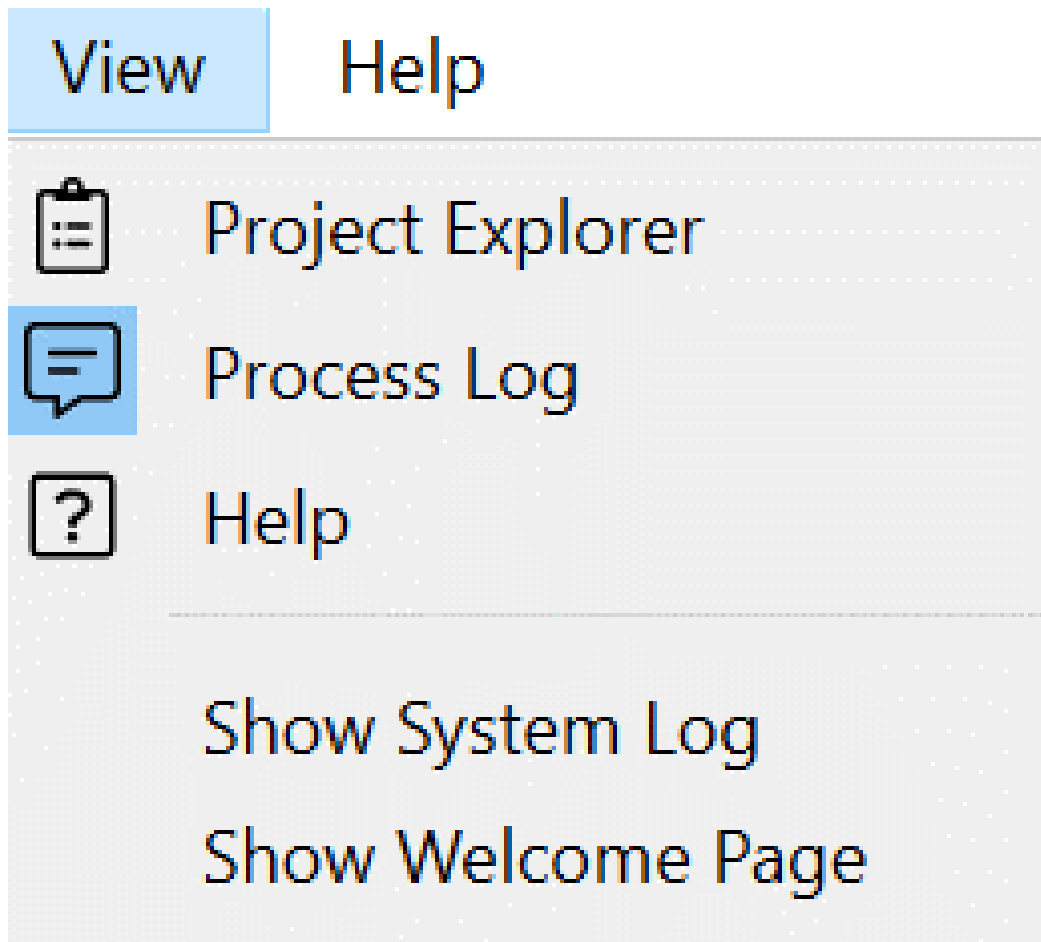 View Help
Project Explorer
Process Log
? Help
Show System Log
Show Welcome Page